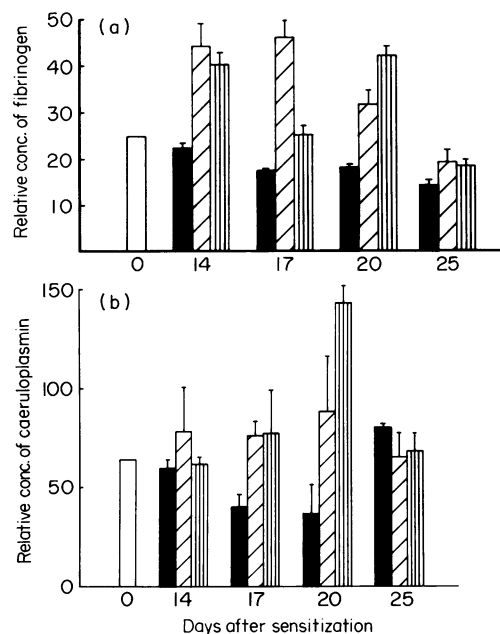 (a)
Relative conc. of fibrinogen
50
40
30
20
10
0 14 17 20 25
(b)
Relative conc. of caeruloplasmin
150
100
50
0
0 14 17 20 25
Days after sensitization